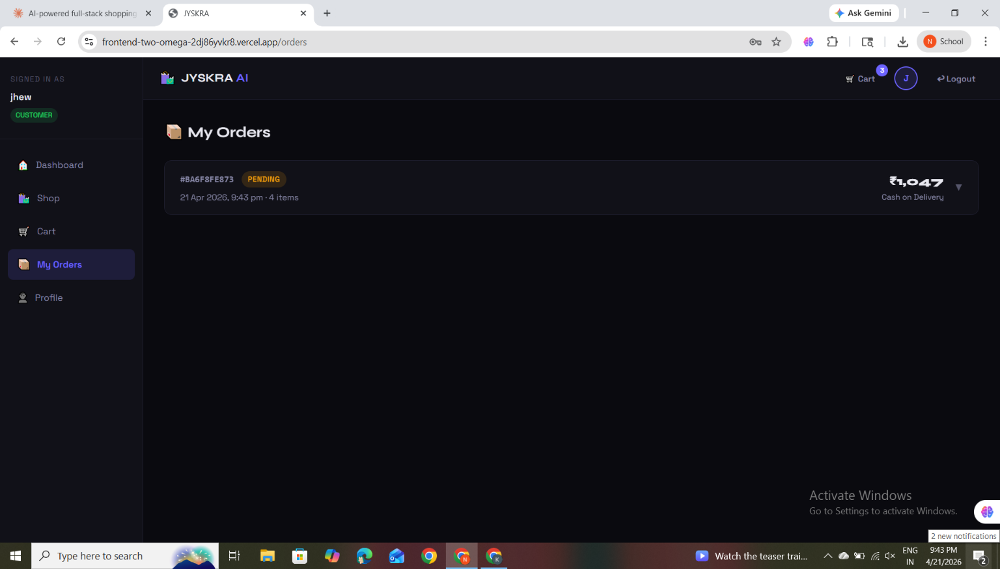 AI-powered full-stack shopping
JYSKRA
Ask Gemini
frontend-two-omega-2dj86yvkr8.vercel.app/orders
N
School
SIGNED IN AS
jhew
CUSTOMER
Dashboard
Shop
Cart
My Orders
Profile
JYSKRA AI
Cart
3
J
Logout
My Orders
#BA6F8FE873
PENDING
21 Apr 2026, 9:43 pm · 4 items
₹1,047
Cash on Delivery
Activate Windows
Go to Settings to activate Windows.
2 new notifications
Type here to search
N
K
Watch the teaser trai...
ENG
IN
9:43 PM
4/21/2026
2